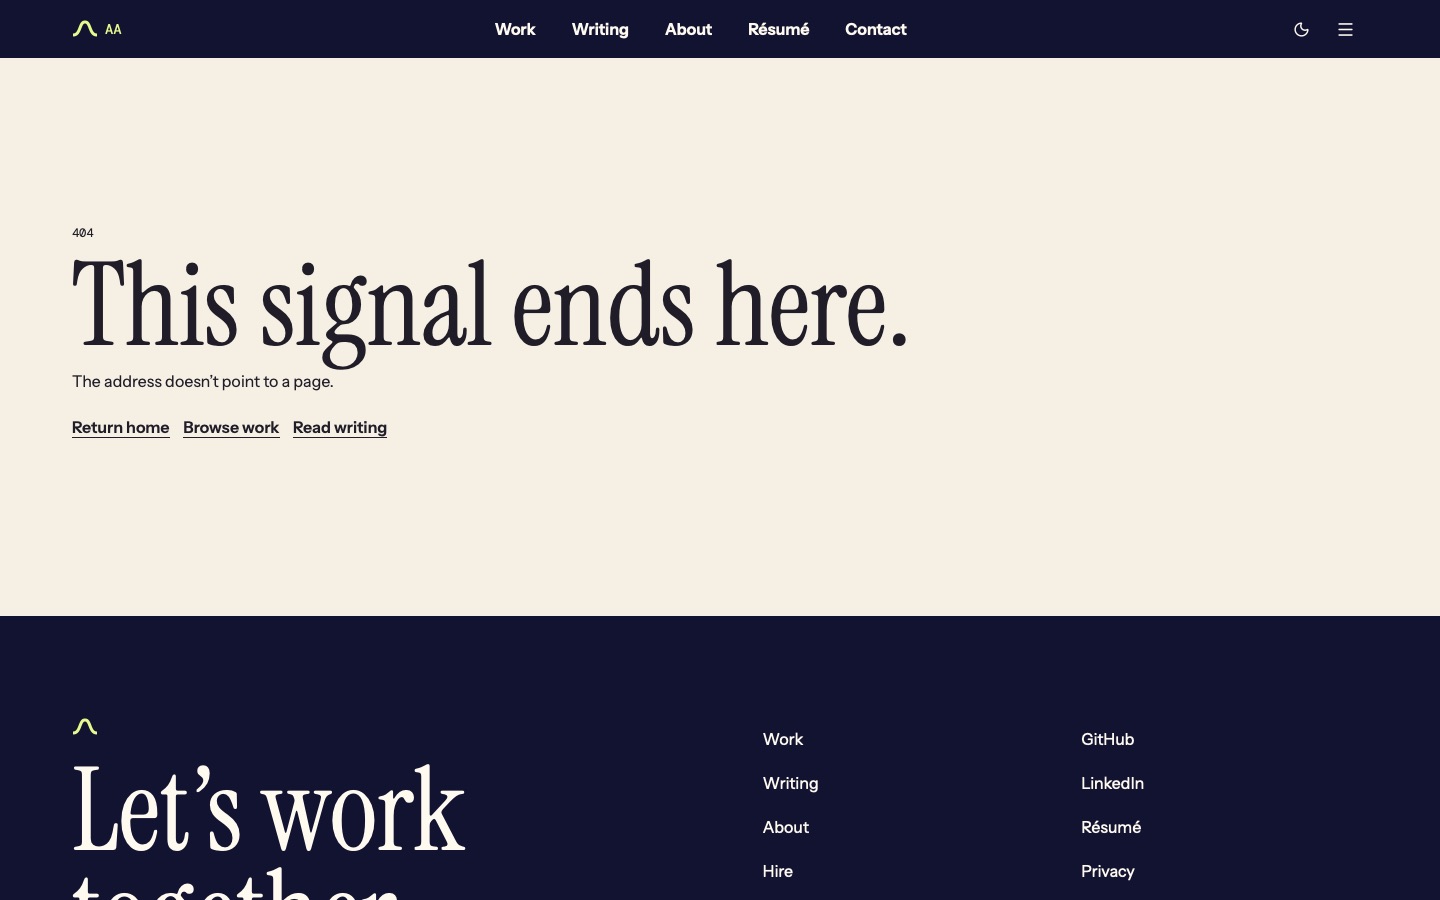 AA
Work
Writing
About
Résumé
Contact
404
This signal ends here.
The address doesn’t point to a page.
Return home Browse work Read writing
Let’s work
together
Work
Writing
About
Hire
GitHub
LinkedIn
Résumé
Privacy